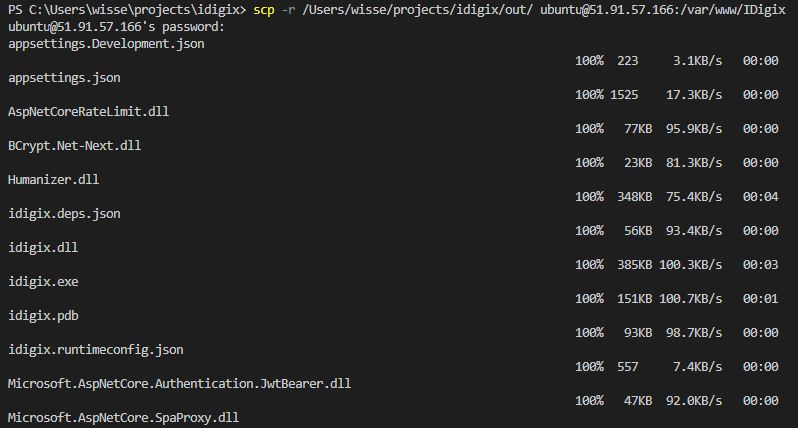 PS C:\Users\wisse\projects\idigix> scp -r /Users/wisse/projects/idigix/out/ ubuntu@51.91.57.166:/var/www/IDigix
ubuntu@51.91.57.166's password:
appsettings.Development.json
100% 223 3.1KB/s 00:00
appsettings.json
100% 1525 17.3KB/s 00:00
AspNetCoreRateLimit.dll
100% 77KB 95.9KB/s 00:00
BCrypt.Net-Next.dll
100% 23KB 81.3KB/s 00:00
Humanizer.dll
100% 348KB 75.4KB/s 00:04
idigix.deps.json
100% 56KB 93.4KB/s 00:00
idigix.dll
100% 385KB 100.3KB/s 00:03
idigix.exe
100% 151KB 100.7KB/s 00:01
idigix.pdb
100% 93KB 98.7KB/s 00:00
idigix.runtimeconfig.json
100% 557 7.4KB/s 00:00
Microsoft.AspNetCore.Authentication.JwtBearer.dll
100% 47KB 92.0KB/s 00:00
Microsoft.AspNetCore.SpaProxy.dll